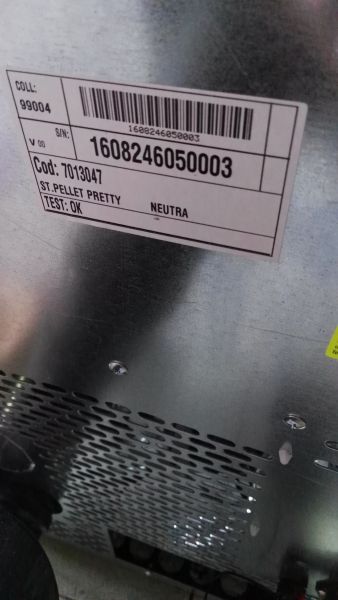 COLL:
99004
1608246050003
V 00
S/N:
1608246050003
Cod: 7013047
ST.PELLET PRETTY
TEST: OK
NEUTRA